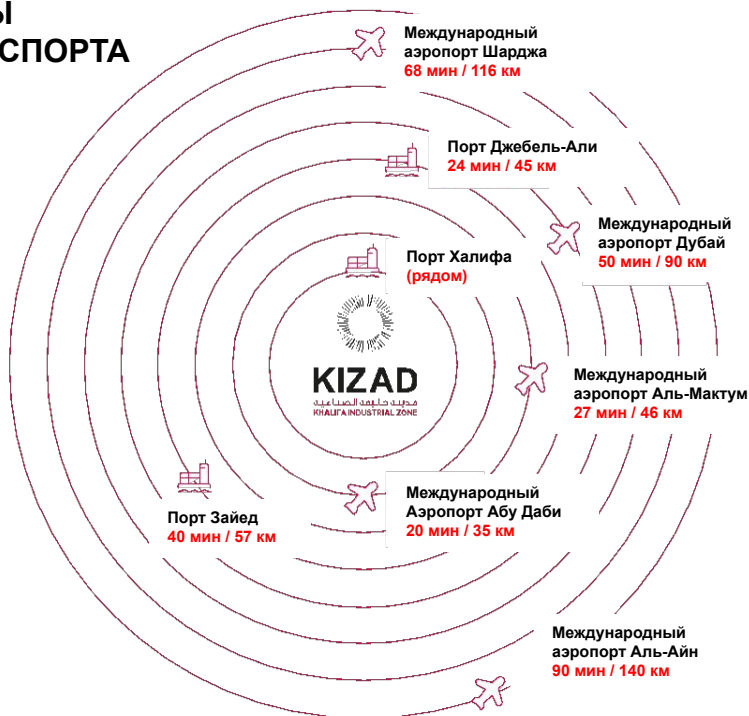 Ы
СПОРТА
Международный
аэропорт Шарджа
68 мин / 116 км
Порт Джебель-Али
24 мин / 45 км
Международный
аэропорт Дубай
50 мин / 90 км
Порт Халифа
(рядом)
KIZAD
مدينة خليفة الصناعية
KHALIFA INDUSTRIAL ZONE
Международный
аэропорт Аль-Мактум
27 мин / 46 км
Международный
Аэропорт Абу Даби
20 мин / 35 км
Порт Зайед
40 мин / 57 км
Международный
аэропорт Аль-Айн
90 мин / 140 км